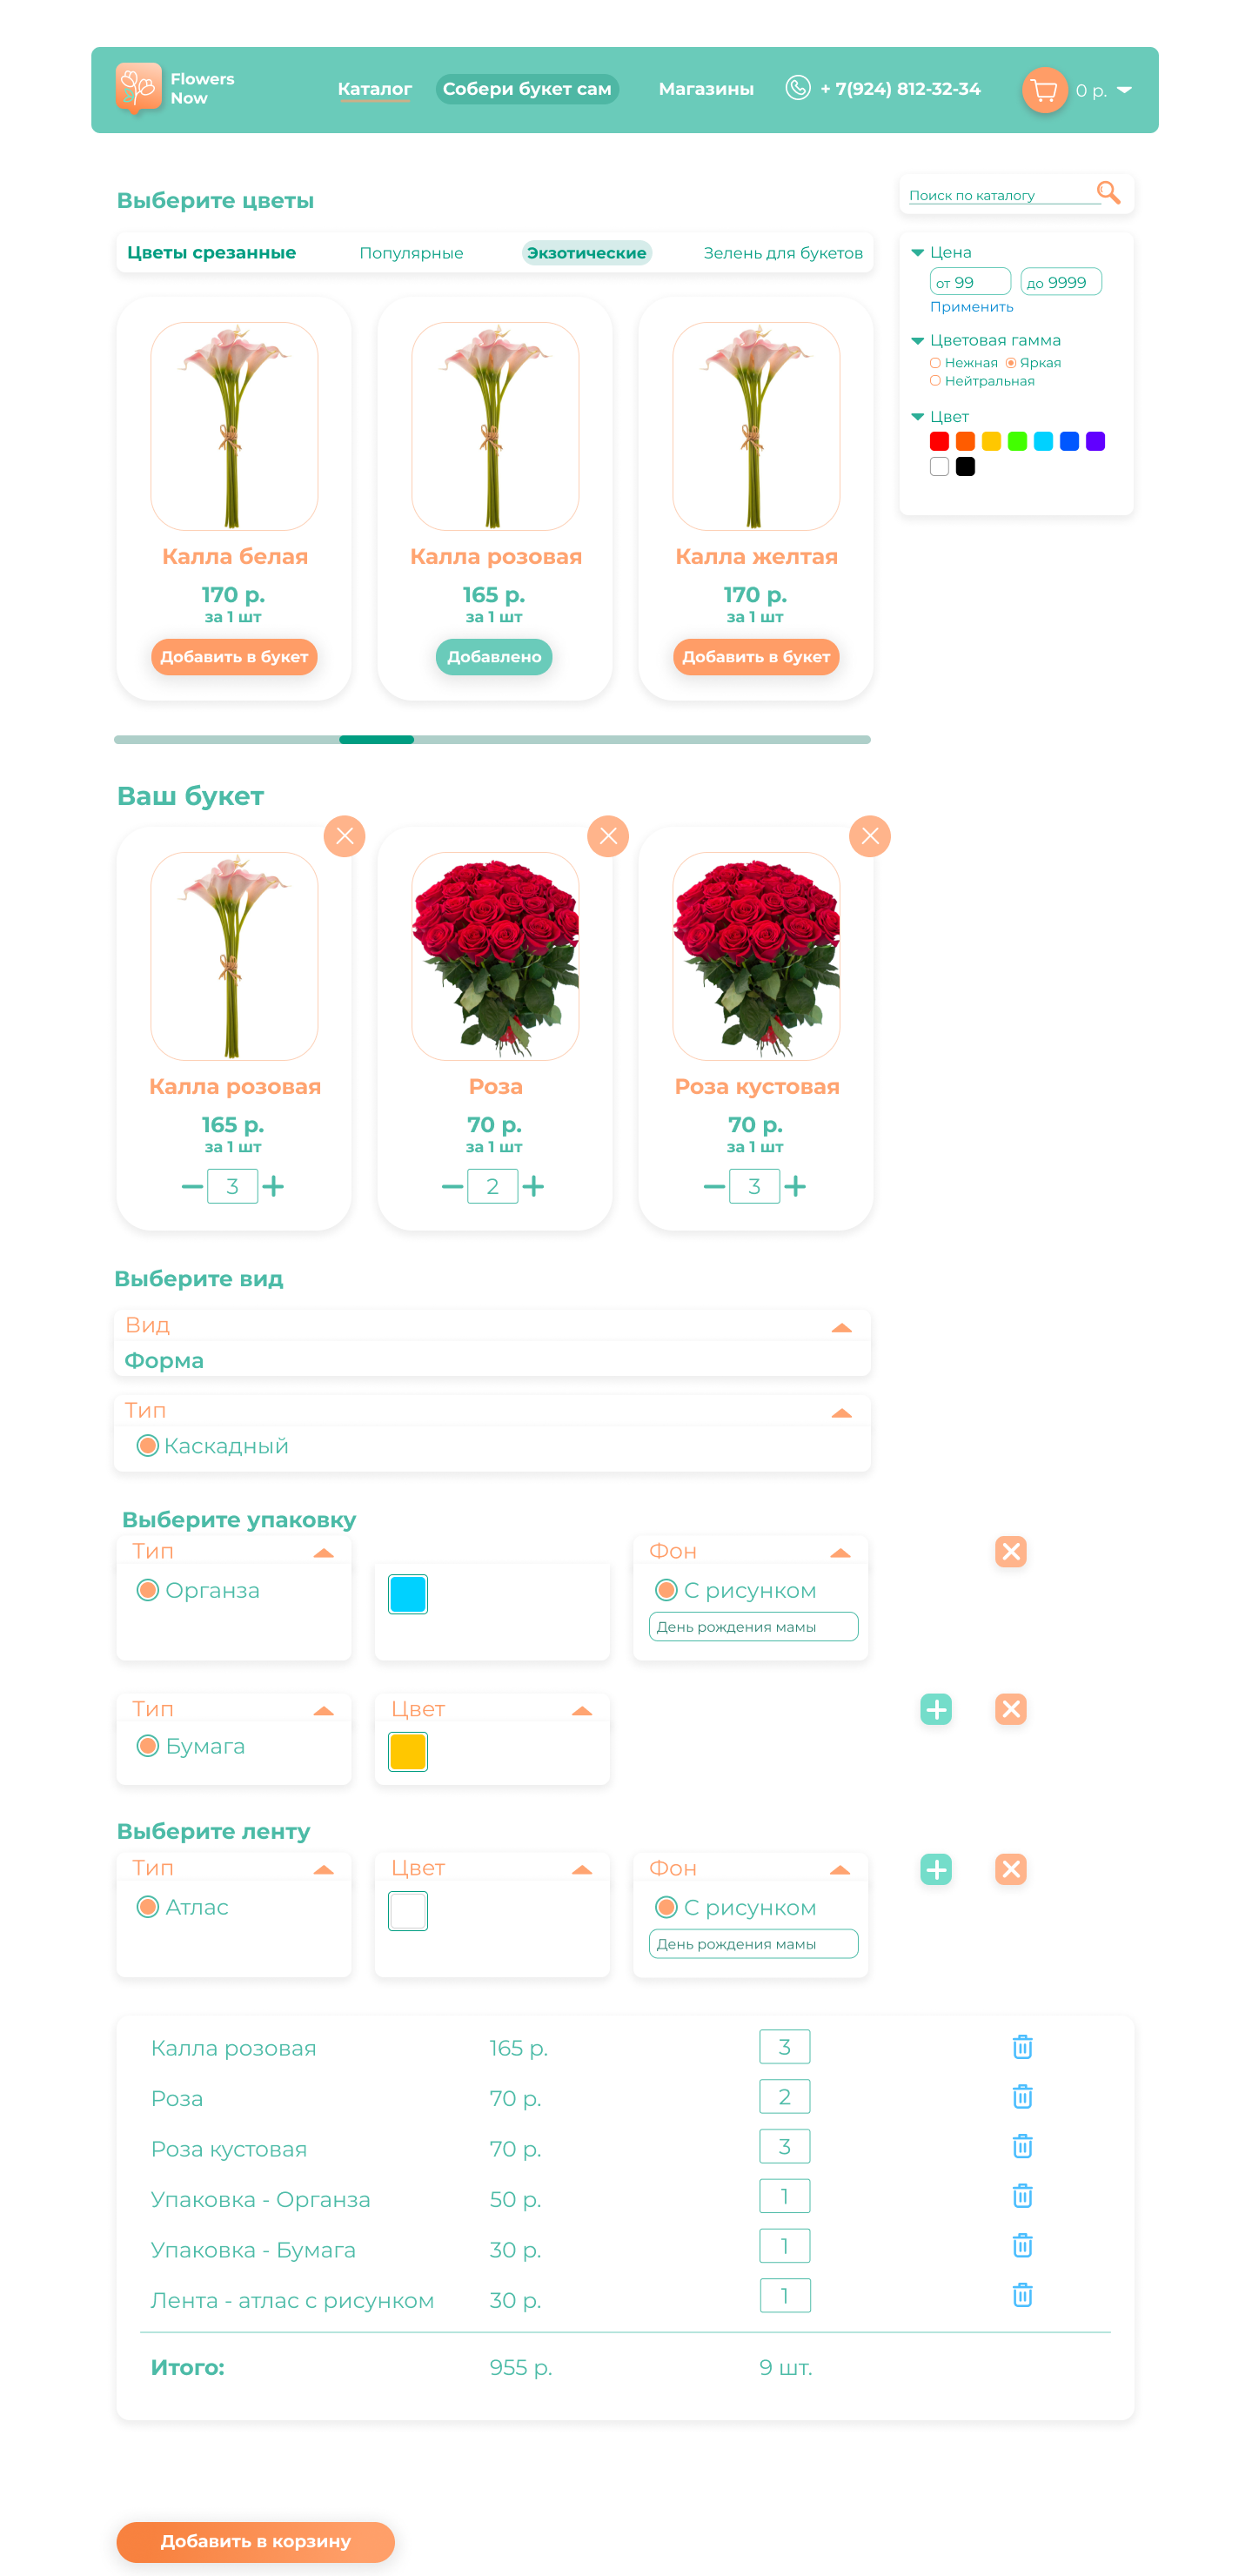 Flowers
Now
Каталог
Собери букет сам
Магазины
+ 7(924) 812-32-34
0 р.
Выберите цветы
Поиск по каталогу
Цветы срезанные
Популярные
Экзотические
Зелень для букетов
Цена
от 99
до 9999
Применить
Цветовая гамма
Нежная
Яркая
Нейтральная
Цвет
Калла белая
170 р.
за 1 шт
Добавить в букет
Калла розовая
165 р.
за 1 шт
Добавлено
Калла желтая
170 р.
за 1 шт
Добавить в букет
Ваш букет
Калла розовая
165 р.
за 1 шт
3
Роза
70 р.
за 1 шт
2
Роза кустовая
70 р.
за 1 шт
3
Выберите вид
Вид
Форма
Тип
Каскадный
Выберите упаковку
Тип
Органза
Фон
С рисунком
День рождения мамы
Тип
Бумага
Цвет
Выберите ленту
Тип
Атлас
Цвет
Фон
С рисунком
День рождения мамы
Калла розовая 165 р. 3
Роза 70 р. 2
Роза кустовая 70 р. 3
Упаковка - Органза 50 р. 1
Упаковка - Бумага 30 р. 1
Лента - атлас с рисунком 30 р. 1
Итого: 955 р. 9 шт.
Добавить в корзину